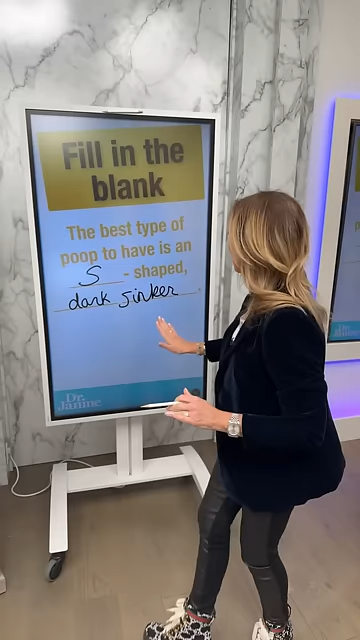 Fill in the
blank
The best type of
poop to have is an
S - shaped,
dark sinker.
Dr.
Janine